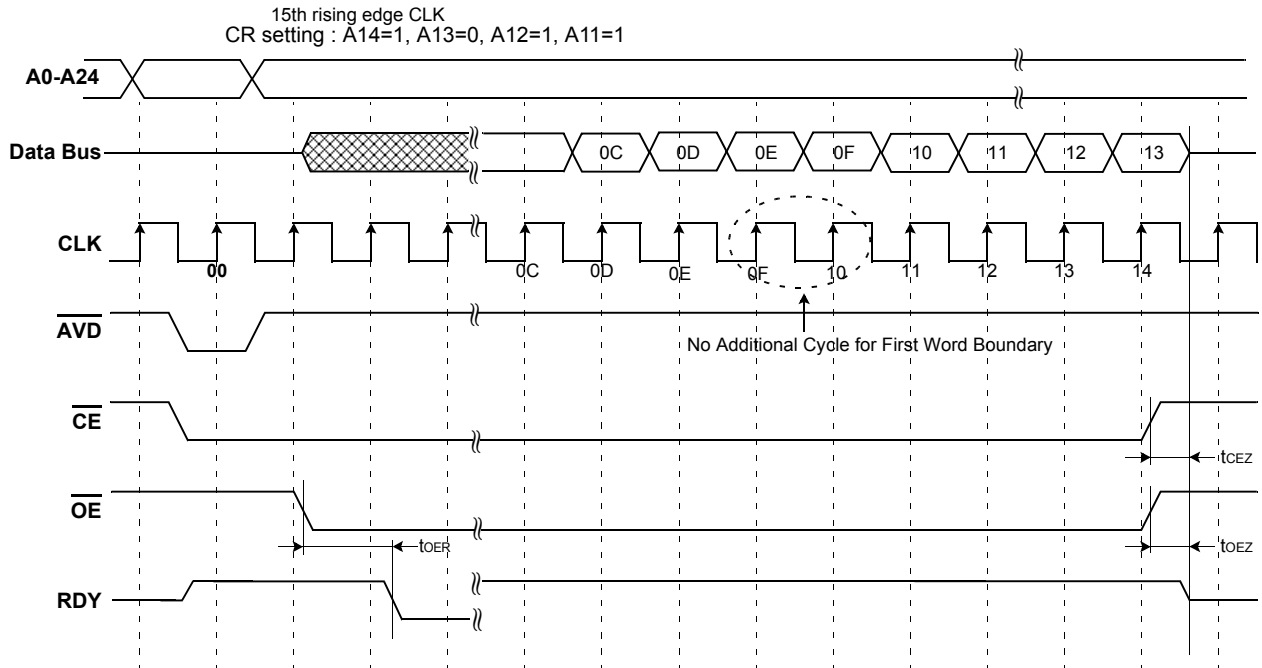 15th rising edge CLK
CR setting : A14=1, A13=0, A12=1, A11=1
A0-A24
Data Bus
0C 0D 0E 0F 10 11 12 13
CLK
00 0C 0D 0E 0F 10 11 12 13 14
AVD
No Additional Cycle for First Word Boundary
CE
tCEZ
OE
tOER
tOEZ
RDY